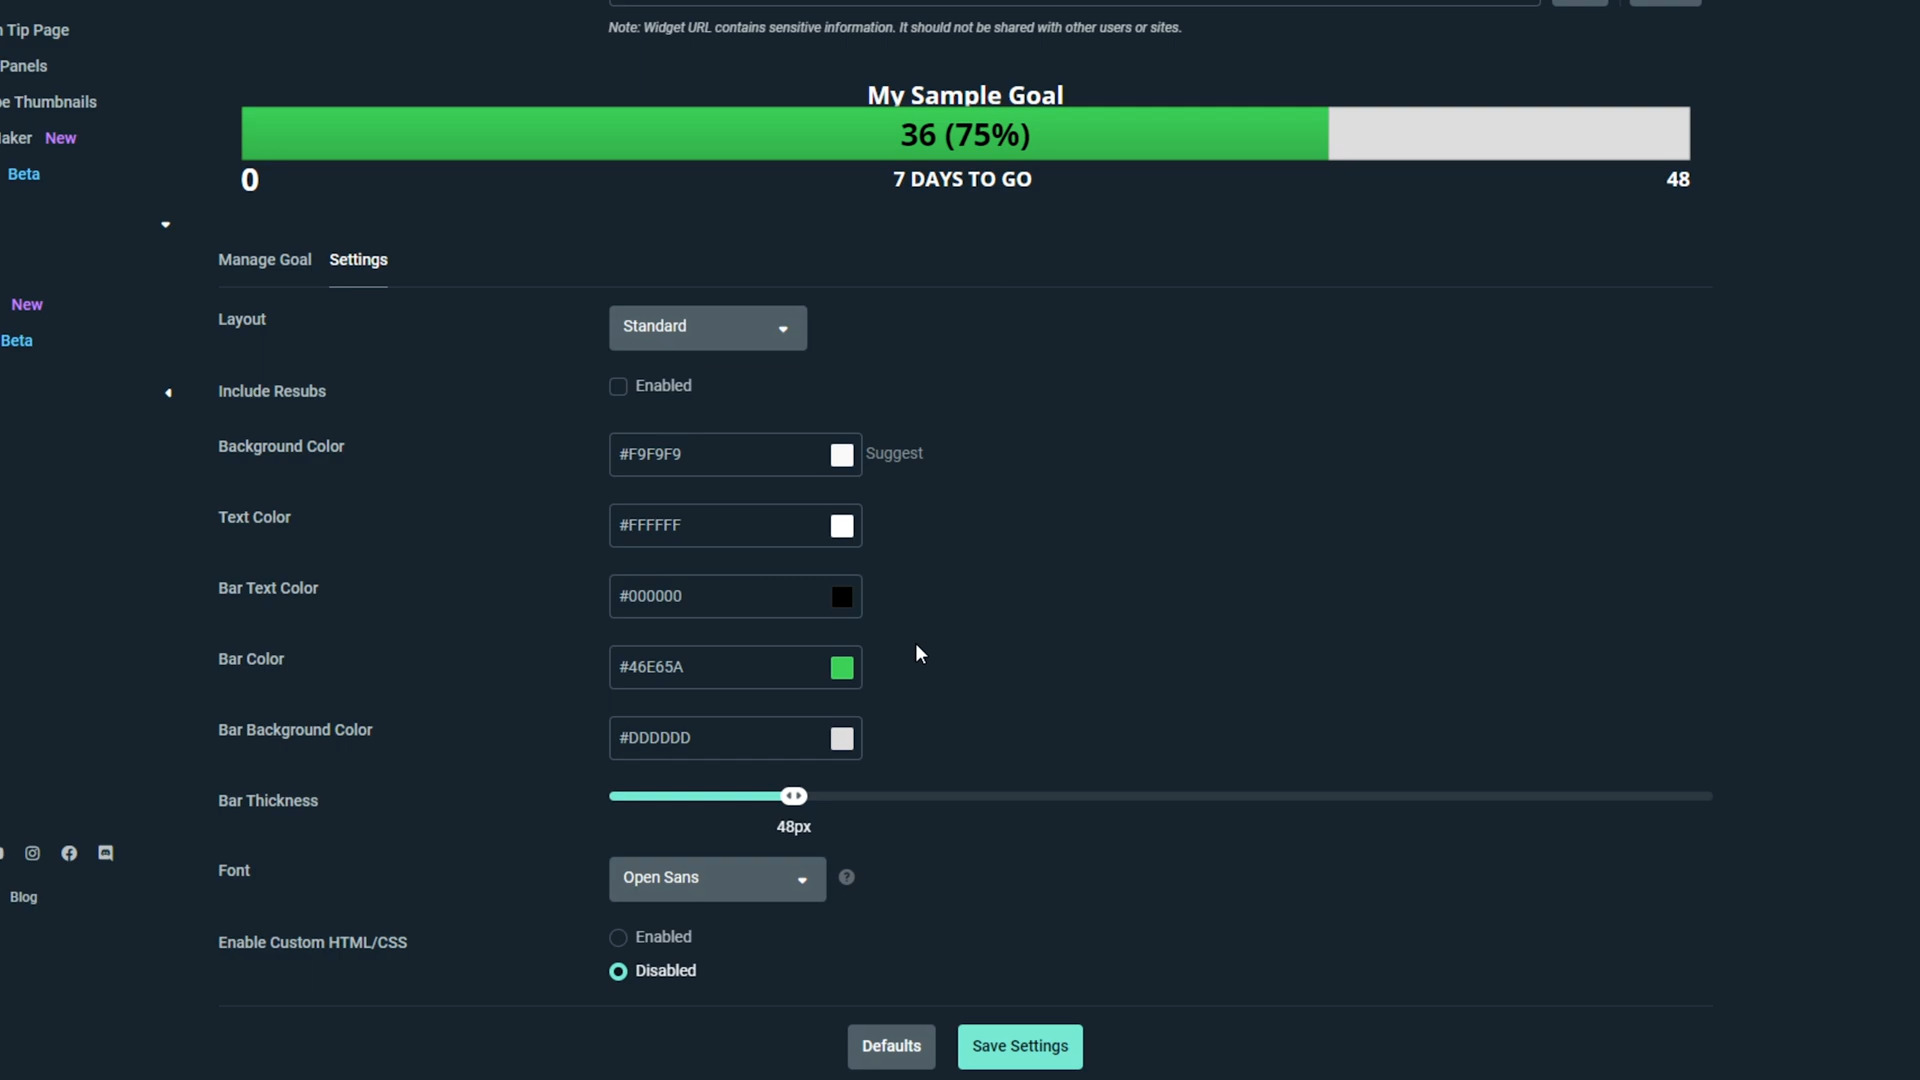 Tip Page
Note: Widget URL contains sensitive information. It should not be shared with other users or sites.
Panels
My Sample Goal
Thumbnails
36 (75%)
New
Beta
0
7 DAYS TO GO
48
Manage Goal
Settings
New
Layout
Standard
Beta
Include Resubs
Enabled
Background Color
#F9F9F9
Suggest
Text Color
#FFFFFF
Bar Text Color
#000000
Bar Color
#46E65A
Bar Background Color
#DDDDDD
Bar Thickness
48px
Font
Open Sans
?
Blog
Enable Custom HTML/CSS
Enabled
Disabled
Defaults
Save Settings